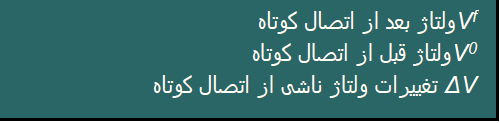 V^f ولتاژ بعد از اتصال کوتاه
V^0 ولتاژ قبل از اتصال کوتاه
ΔV تغییرات ولتاژ ناشی از اتصال کوتاه